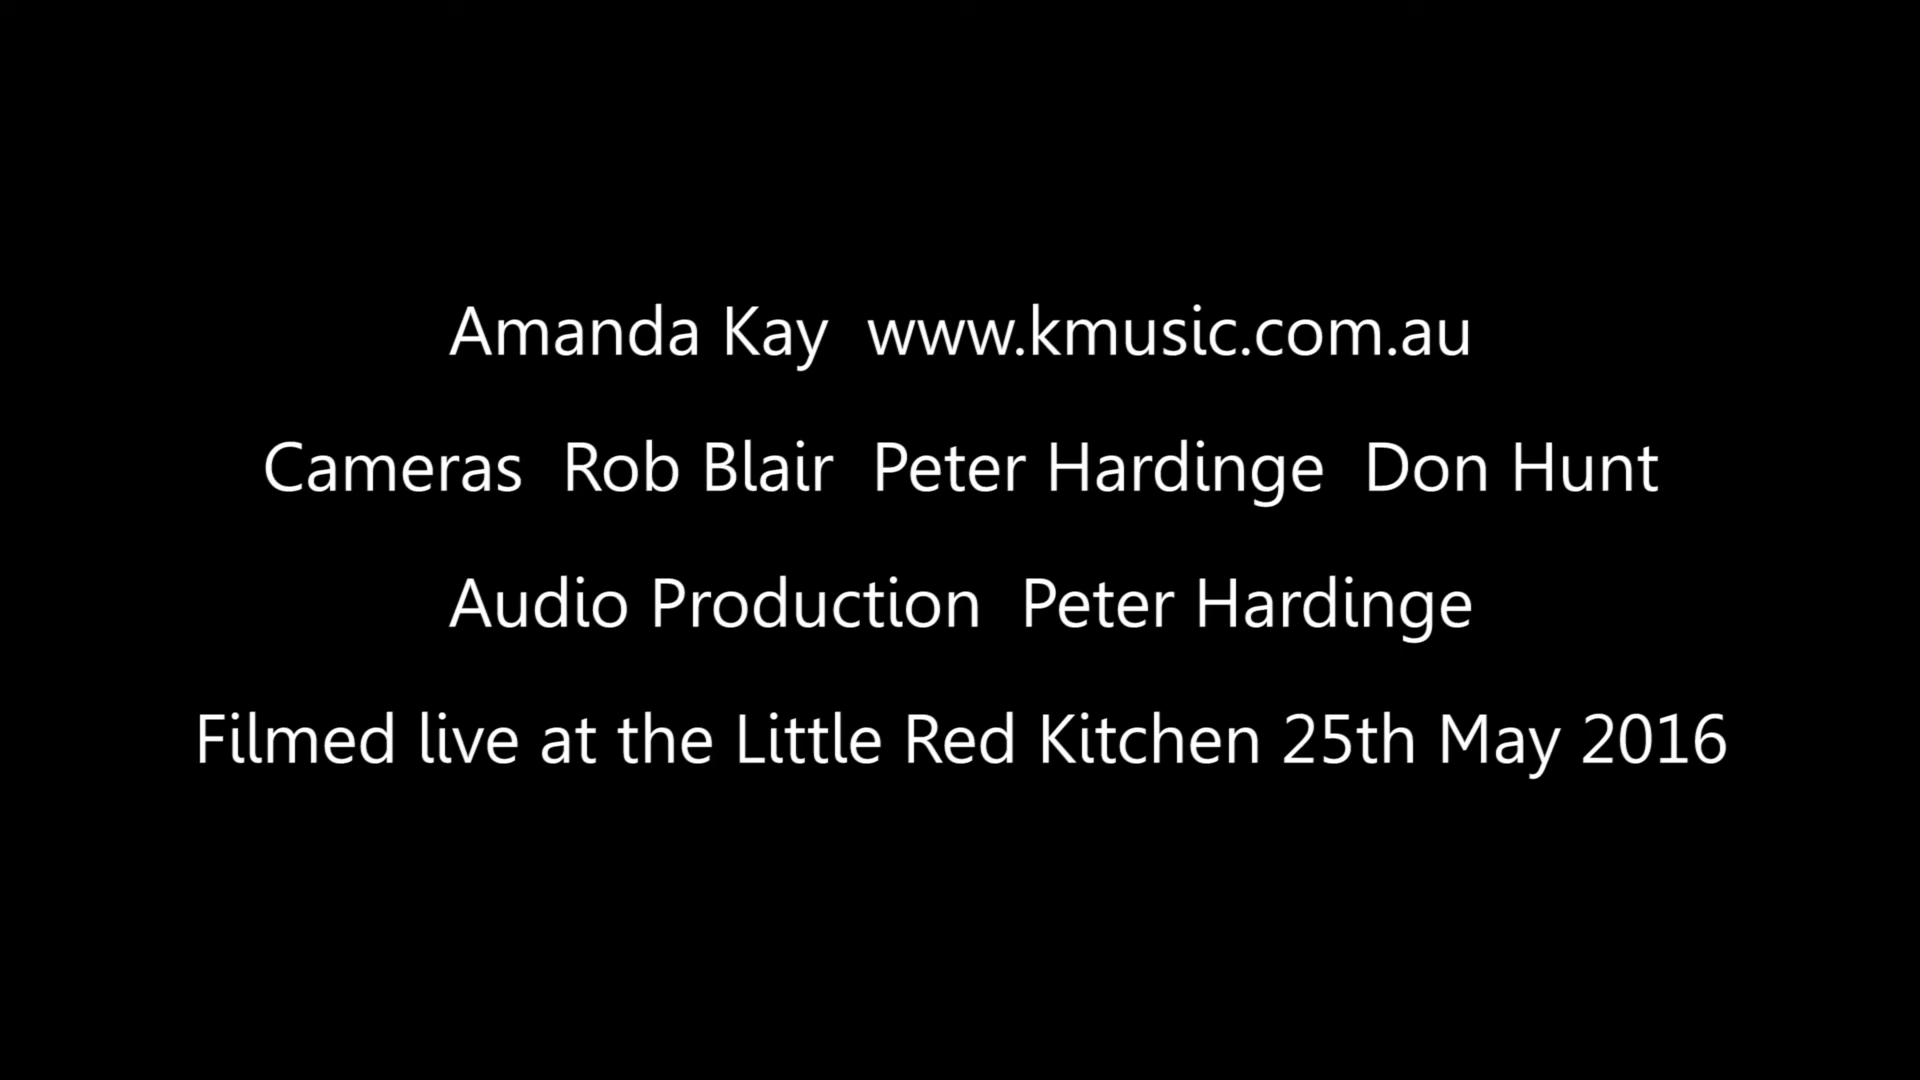 Amanda Kay  www.kmusic.com.au
Cameras  Rob Blair  Peter Hardinge  Don Hunt
Audio Production  Peter Hardinge
Filmed live at the Little Red Kitchen 25th May 2016